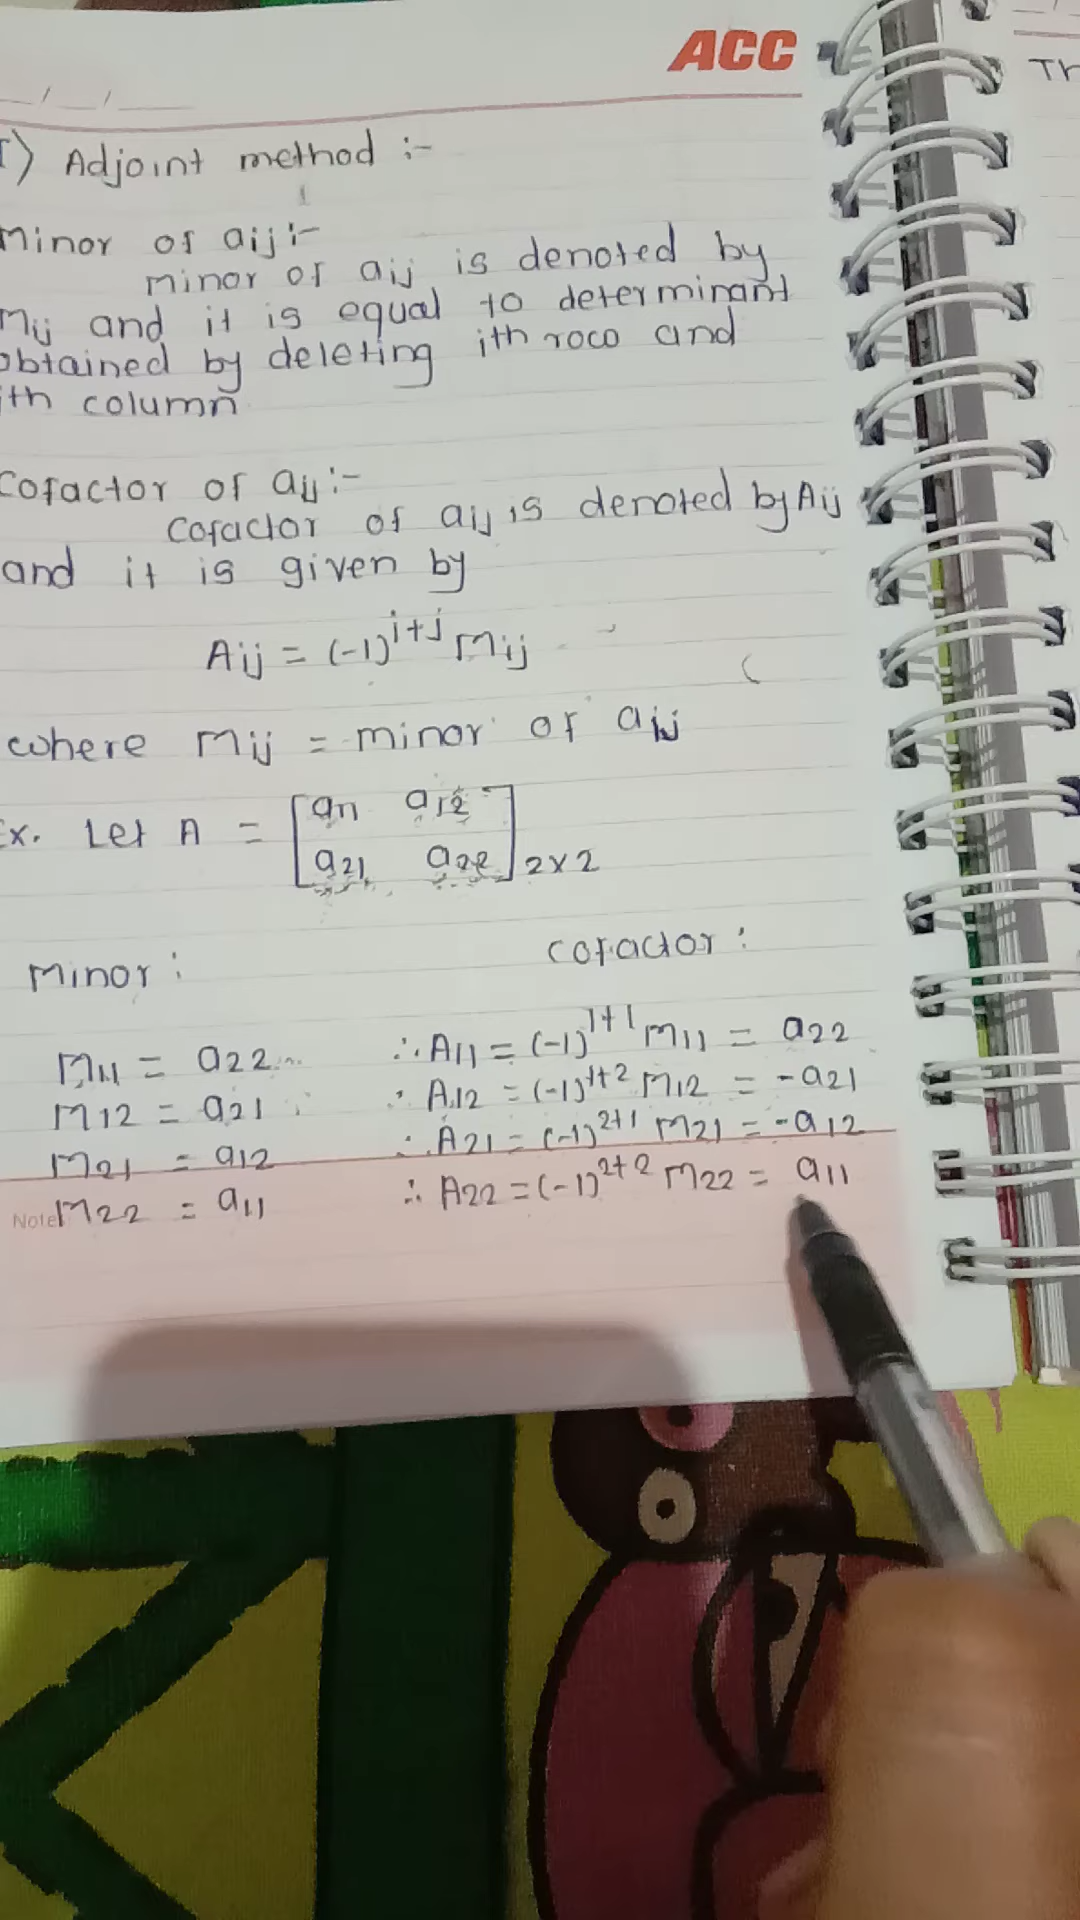 ACC
Th
I) Adjoint method :-
Minor of aij :-
minor of aij is denoted by
Mij and it is equal to determinant
obtained by deleting ith row and
jth column
Cofactor of aij :-
Cofactor of aij is denoted by Aij
and it is given by
Aij = (-1)^i+j Mij
where Mij = minor of aij
Ex. Let A = [a11 a12
a21 a22]2×2
Minor : Cofactor :
M11 = a22 ∴ A11 = (-1)^1+1 M11 = a22
M12 = a21 ∴ A12 = (-1)^1+2 M12 = -a21
M21 = a12 ∴ A21 = (-1)^2+1 M21 = -a12
Note M22 = a11 ∴ A22 = (-1)^2+2 M22 = a11